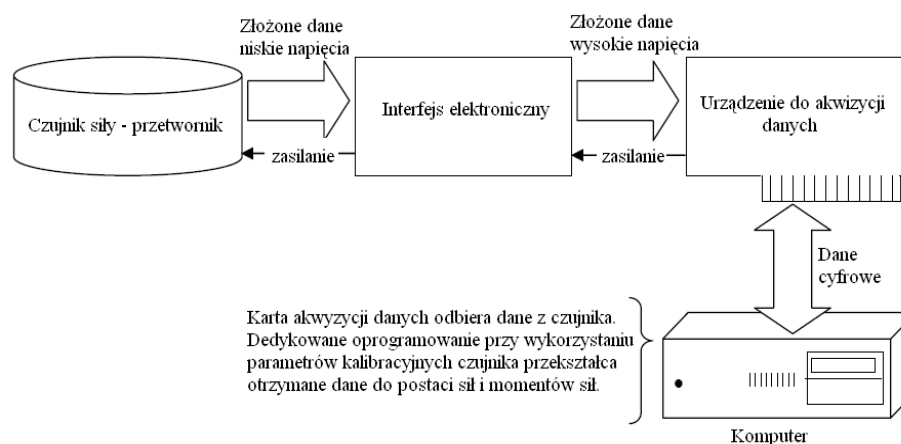 Złożone dane
niskie napięcia
Złożone dane
wysokie napięcia
Czujnik siły - przetwornik
Interfejs elektroniczny
Urządzenie do akwizycji
danych
zasilanie
zasilanie
Dane
cyfrowe
Karta akwyzycji danych odbiera dane z czujnika.
Dedykowane oprogramowanie przy wykorzystaniu
parametrów kalibracyjnych czujnika przekształca
otrzymane dane do postaci sił i momentów sił.
Komputer